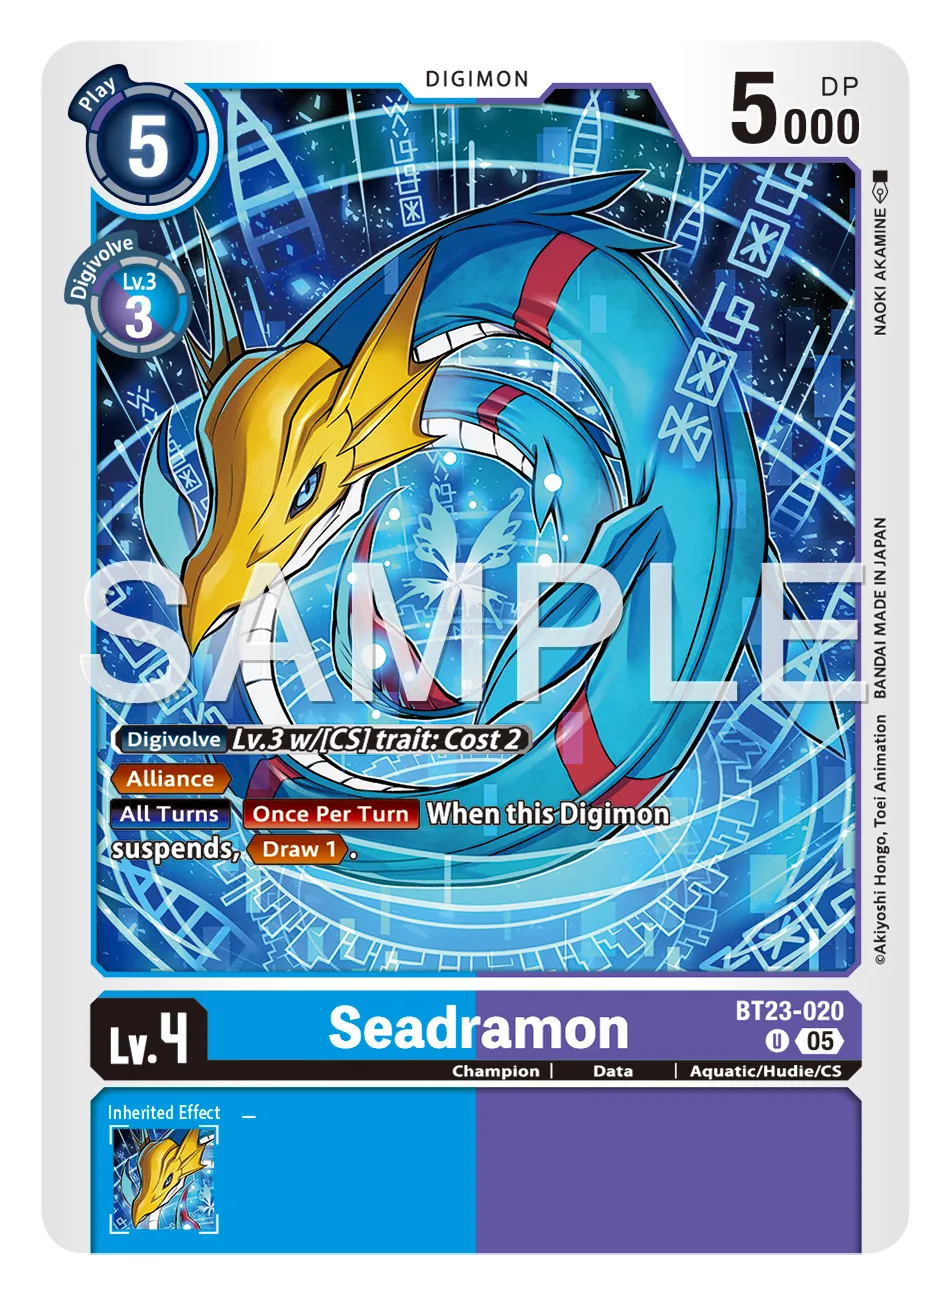 DIGIMON
Play
5
DP
5000
Digivolve
Lv.3
3
NAOKI AKAMINE
SAMPLE
BANDAI MADE IN JAPAN
©Akiyoshi Hongo, Toei Animation
Digivolve Lv.3 w/[CS] trait: Cost 2
Alliance
All Turns Once Per Turn When this Digimon
suspends, Draw 1 .
Lv.4
Seadramon
BT23-020
U 05
Champion | Data | Aquatic/Hudie/CS
Inherited Effect —